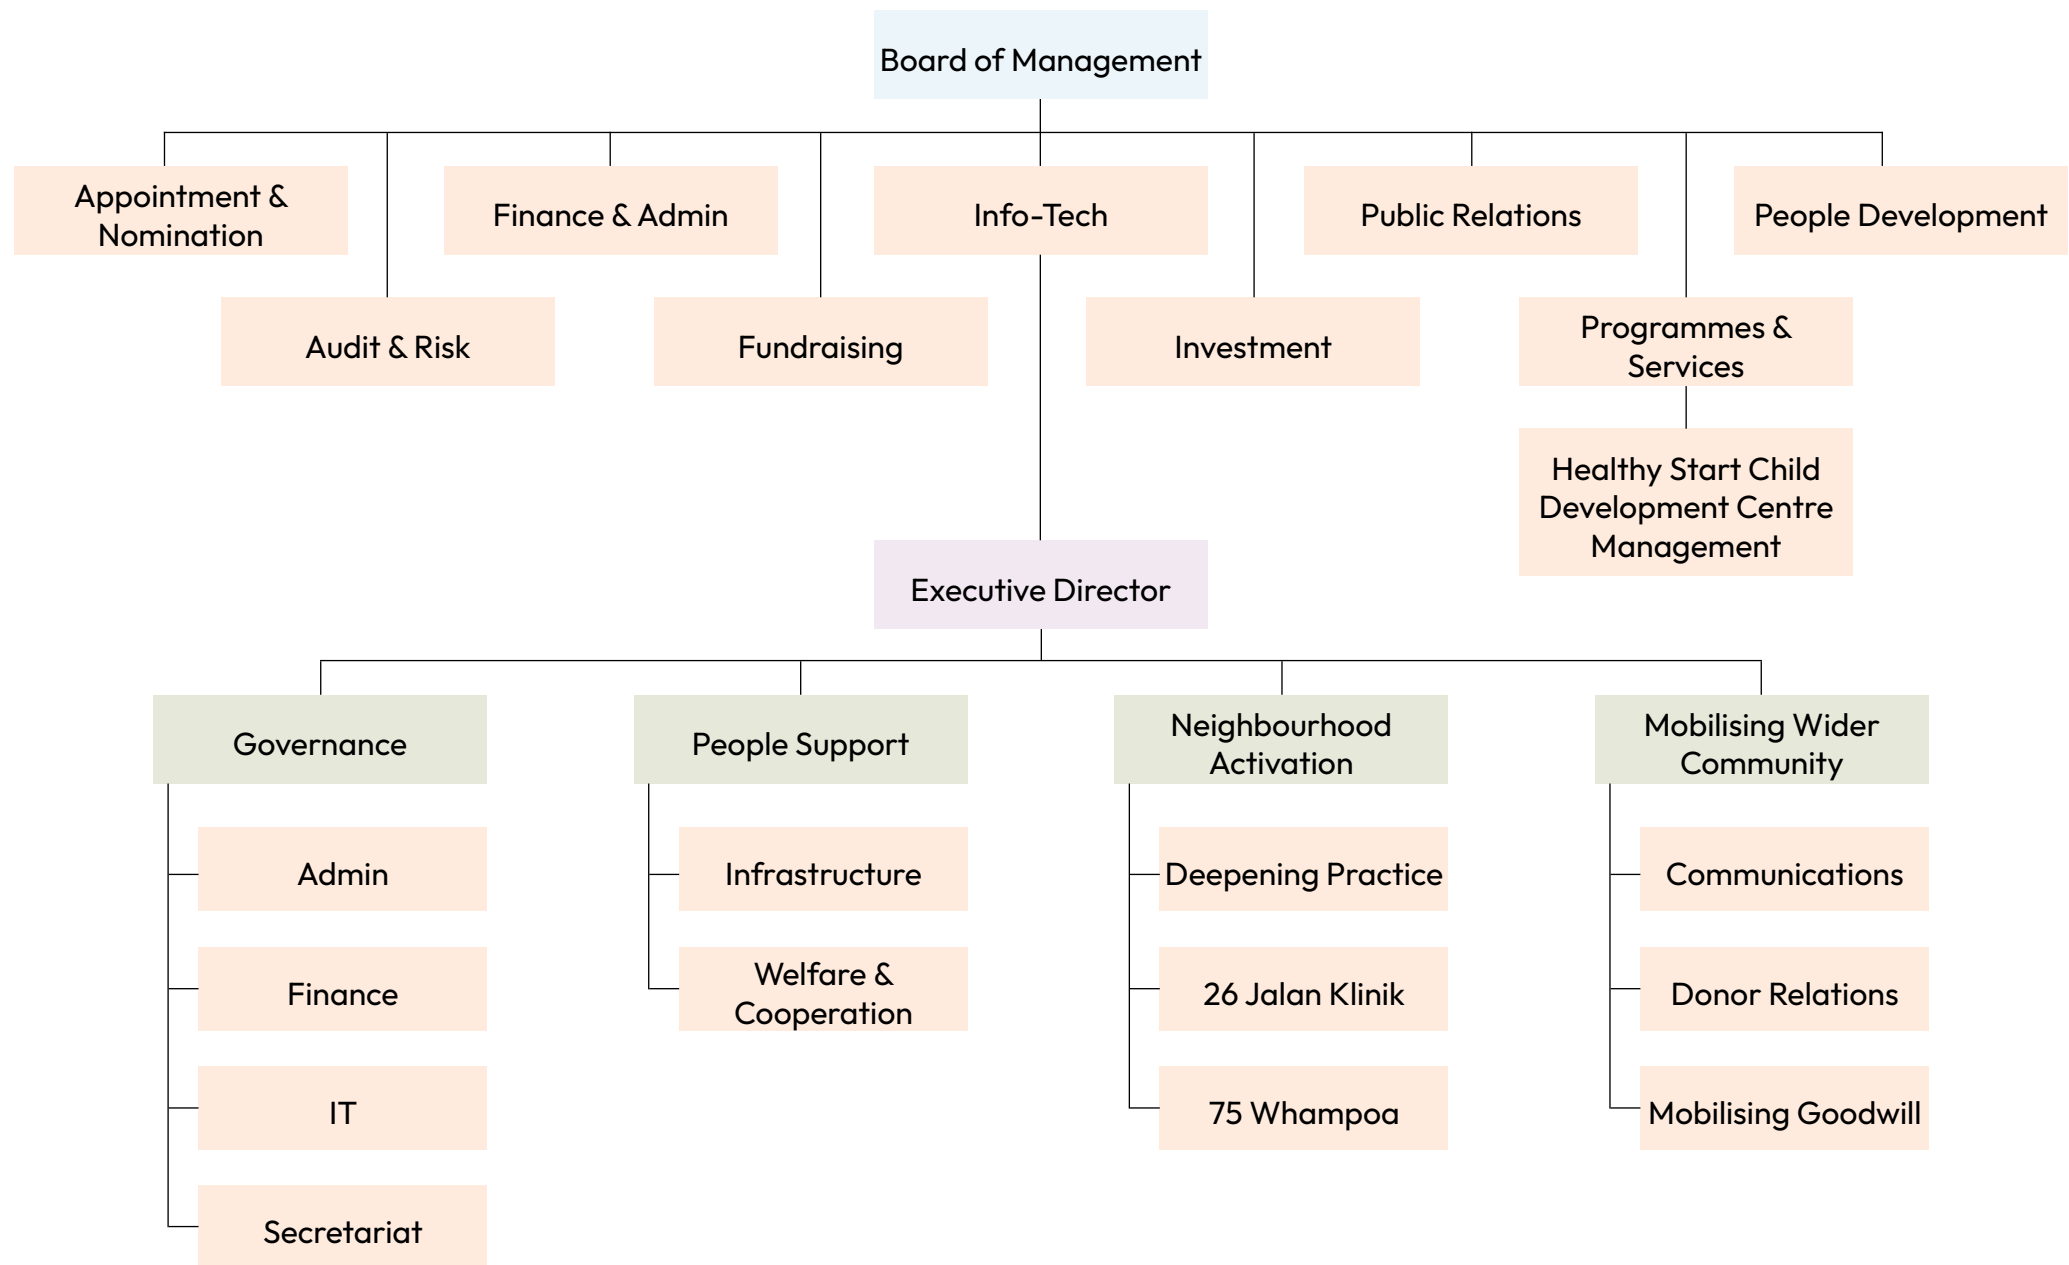 Board of Management
Appointment &
Nomination
Finance & Admin
Info-Tech
Public Relations
People Development
Audit & Risk
Fundraising
Investment
Programmes &
Services
Healthy Start Child
Development Centre
Management
Executive Director
Governance
People Support
Neighbourhood
Activation
Mobilising Wider
Community
Admin
Finance
IT
Secretariat
Infrastructure
Welfare &
Cooperation
Deepening Practice
26 Jalan Klinik
75 Whampoa
Communications
Donor Relations
Mobilising Goodwill